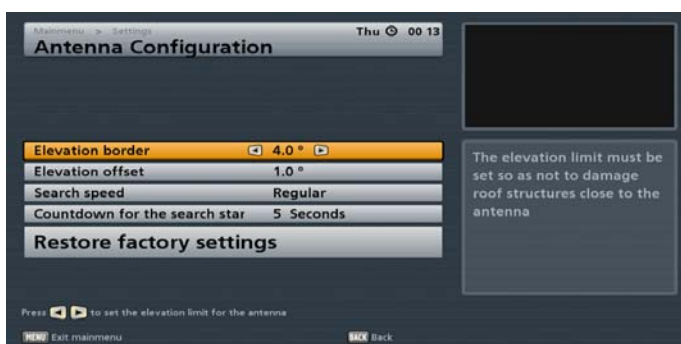 Mainmenu > Settings
Antenna Configuration
Thu 00 13
Elevation border 4.0 °
Elevation offset 1.0 °
Search speed Regular
Countdown for the search star 5 Seconds
Restore factory settings
The elevation limit must be
set so as not to damage
roof structures close to the
antenna
Press to set the elevation limit for the antenna
MENU Exit mainmenu
BACK Back